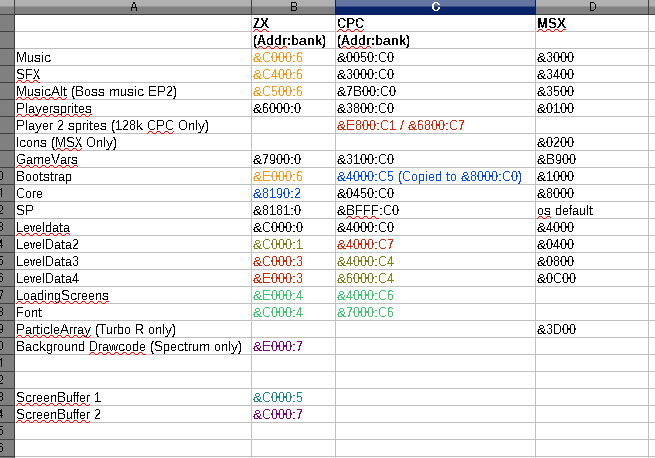 A B C D
ZX CPC MSX
(Addr:bank) (Addr:bank)
Music &C000:6 &0050:C0 &3000
SFX &C400:6 &3000:C0 &3400
MusicAlt (Boss music EP2) &C500:6 &7B00:C0 &3500
Playersprites &6000:0 &3800:C0 &0100
Player 2 sprites (128k CPC Only) &E800:C1 / &6800:C7
Icons (MSX Only) &0200
GameVars &7900:0 &3100:C0 &B900
0 Bootstrap &E000:6 &4000:C5 (Copied to &8000:C0) &1000
1 Core &8190:2 &0450:C0 &8000
2 SP &8181:0 &BFFF:C0 os default
3 Leveldata &C000:0 &4000:C0 &4000
4 LevelData2 &C000:1 &4000:C7 &0400
5 LevelData3 &C000:3 &4000:C4 &0800
6 LevelData4 &E000:3 &6000:C4 &0C00
7 LoadingScreens &E000:4 &4000:C6
8 Font &C000:4 &7000:C6
9 ParticleArray (Turbo R only) &3D00
0 Background Drawcode (Spectrum only) &E000:7
1
2
3 ScreenBuffer 1 &C000:5
4 ScreenBuffer 2 &C000:7
5
6